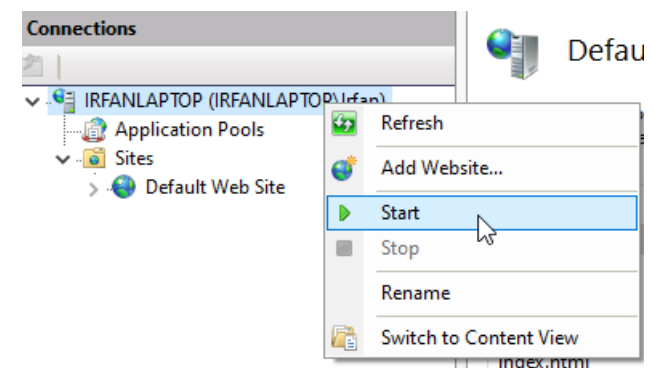 Connections
Defau
IRFANLAPTOP (IRFANLAPTOP\Irfan)
Application Pools
Sites
Default Web Site
Refresh
Add Website...
Start
Stop
Rename
Switch to Content View
index.html